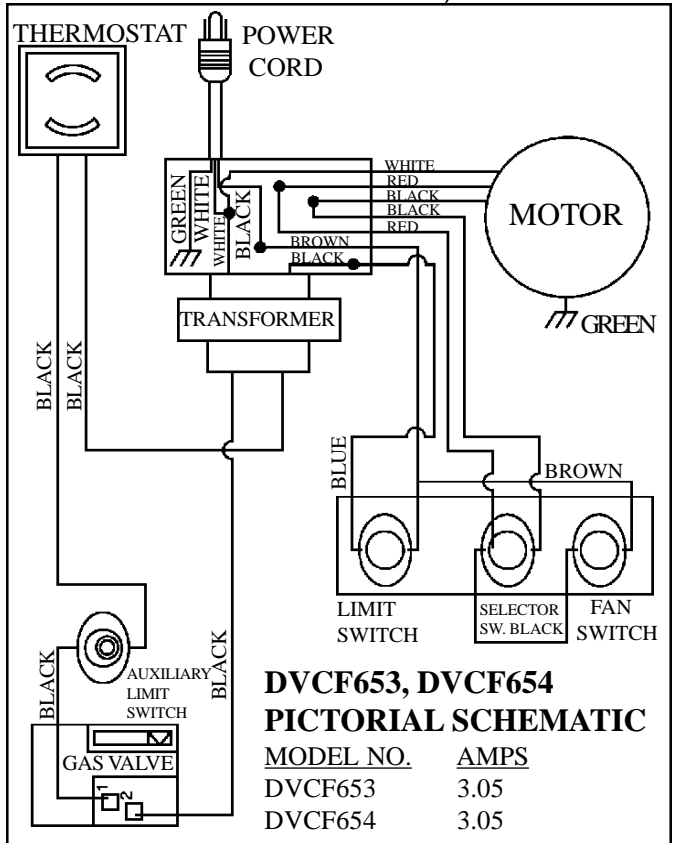 THERMOSTAT
POWER
CORD
WHITE
RED
BLACK
BLACK
RED
MOTOR
GREEN
GREEN
WHITE
WHITE
BLACK
BROWN
BLACK
TRANSFORMER
BLACK
BLACK
BLUE
BROWN
LIMIT
SWITCH
SELECTOR
SW. BLACK
FAN
SWITCH
BLACK
AUXILIARY
LIMIT
SWITCH
BLACK
GAS VALVE
1
2
DVCF653, DVCF654
PICTORIAL SCHEMATIC
MODEL NO. AMPS
DVCF653 3.05
DVCF654 3.05